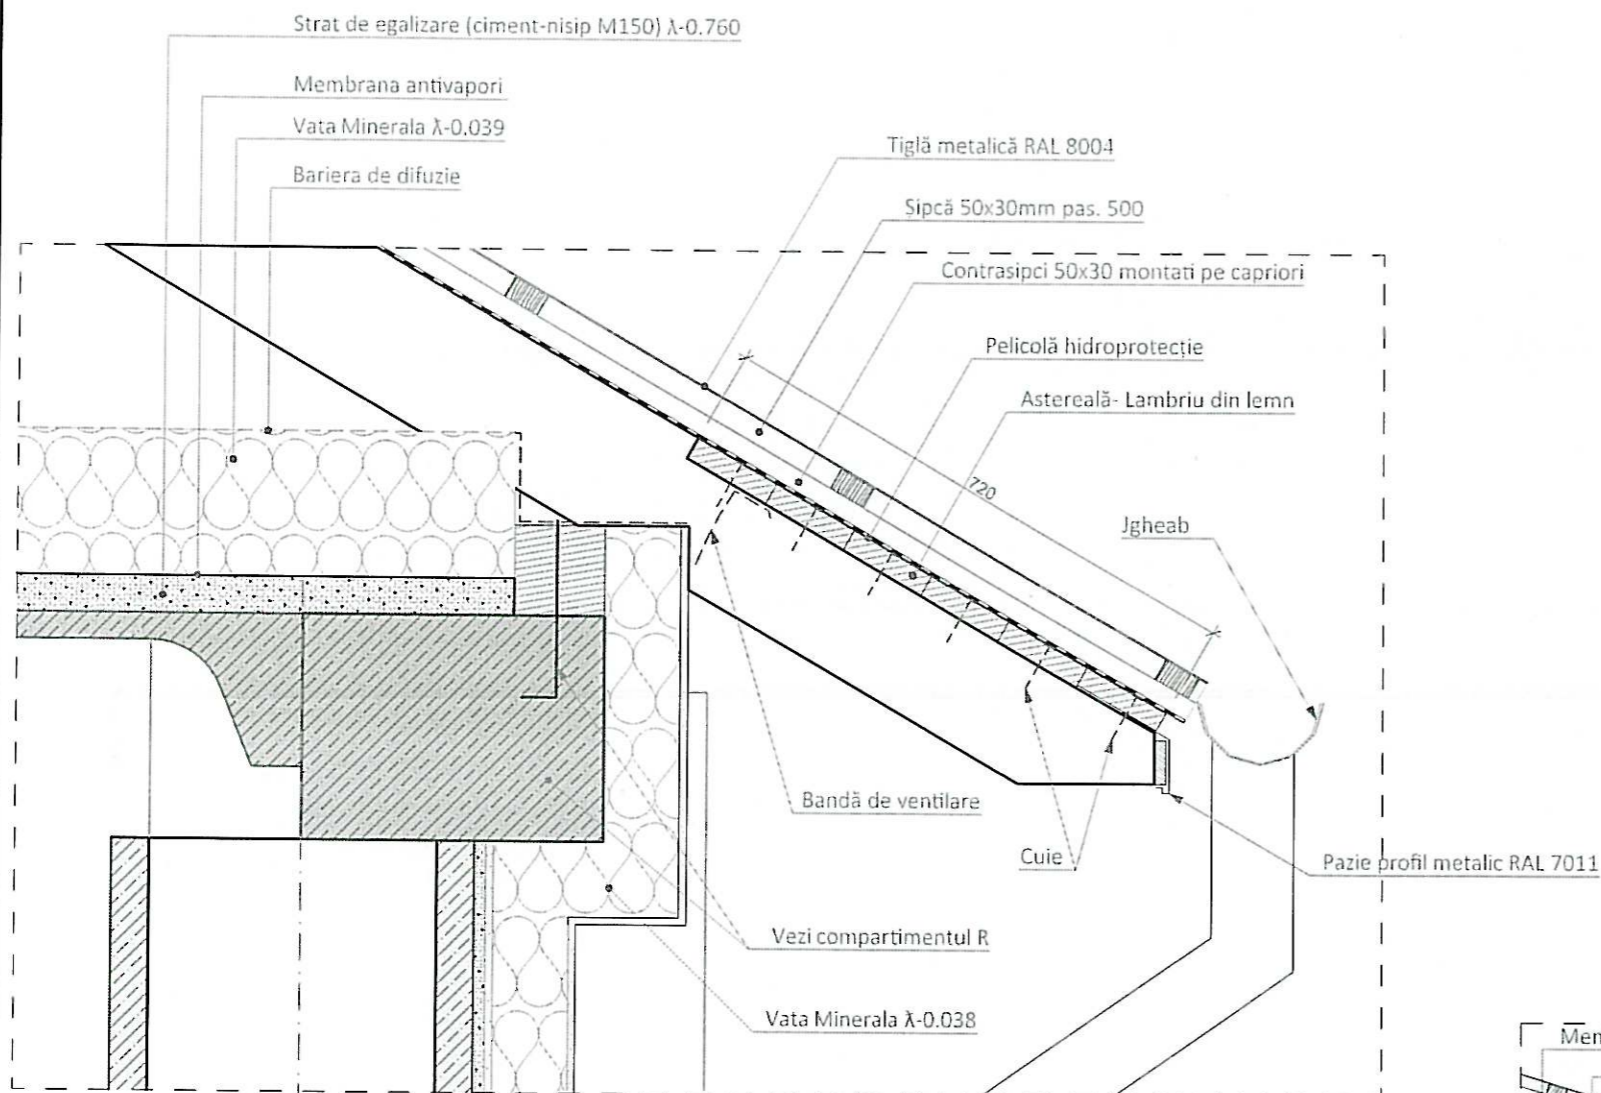 Strat de egalizare (ciment-nisip M150) λ-0.760
Membrana antivapori
Vata Minerala λ-0.039
Bariera de difuzie
Tiglă metalică RAL 8004
Sipcă 50x30mm pas. 500
Contrasipci 50x30 montati pe capriori
Pelicolă hidroprotecție
Astereală- Lambriu din lemn
720
Jgheab
Bandă de ventilare
Cuie
Pazie profil metalic RAL 7011
Vezi compartimentul R
Vata Minerala λ-0.038